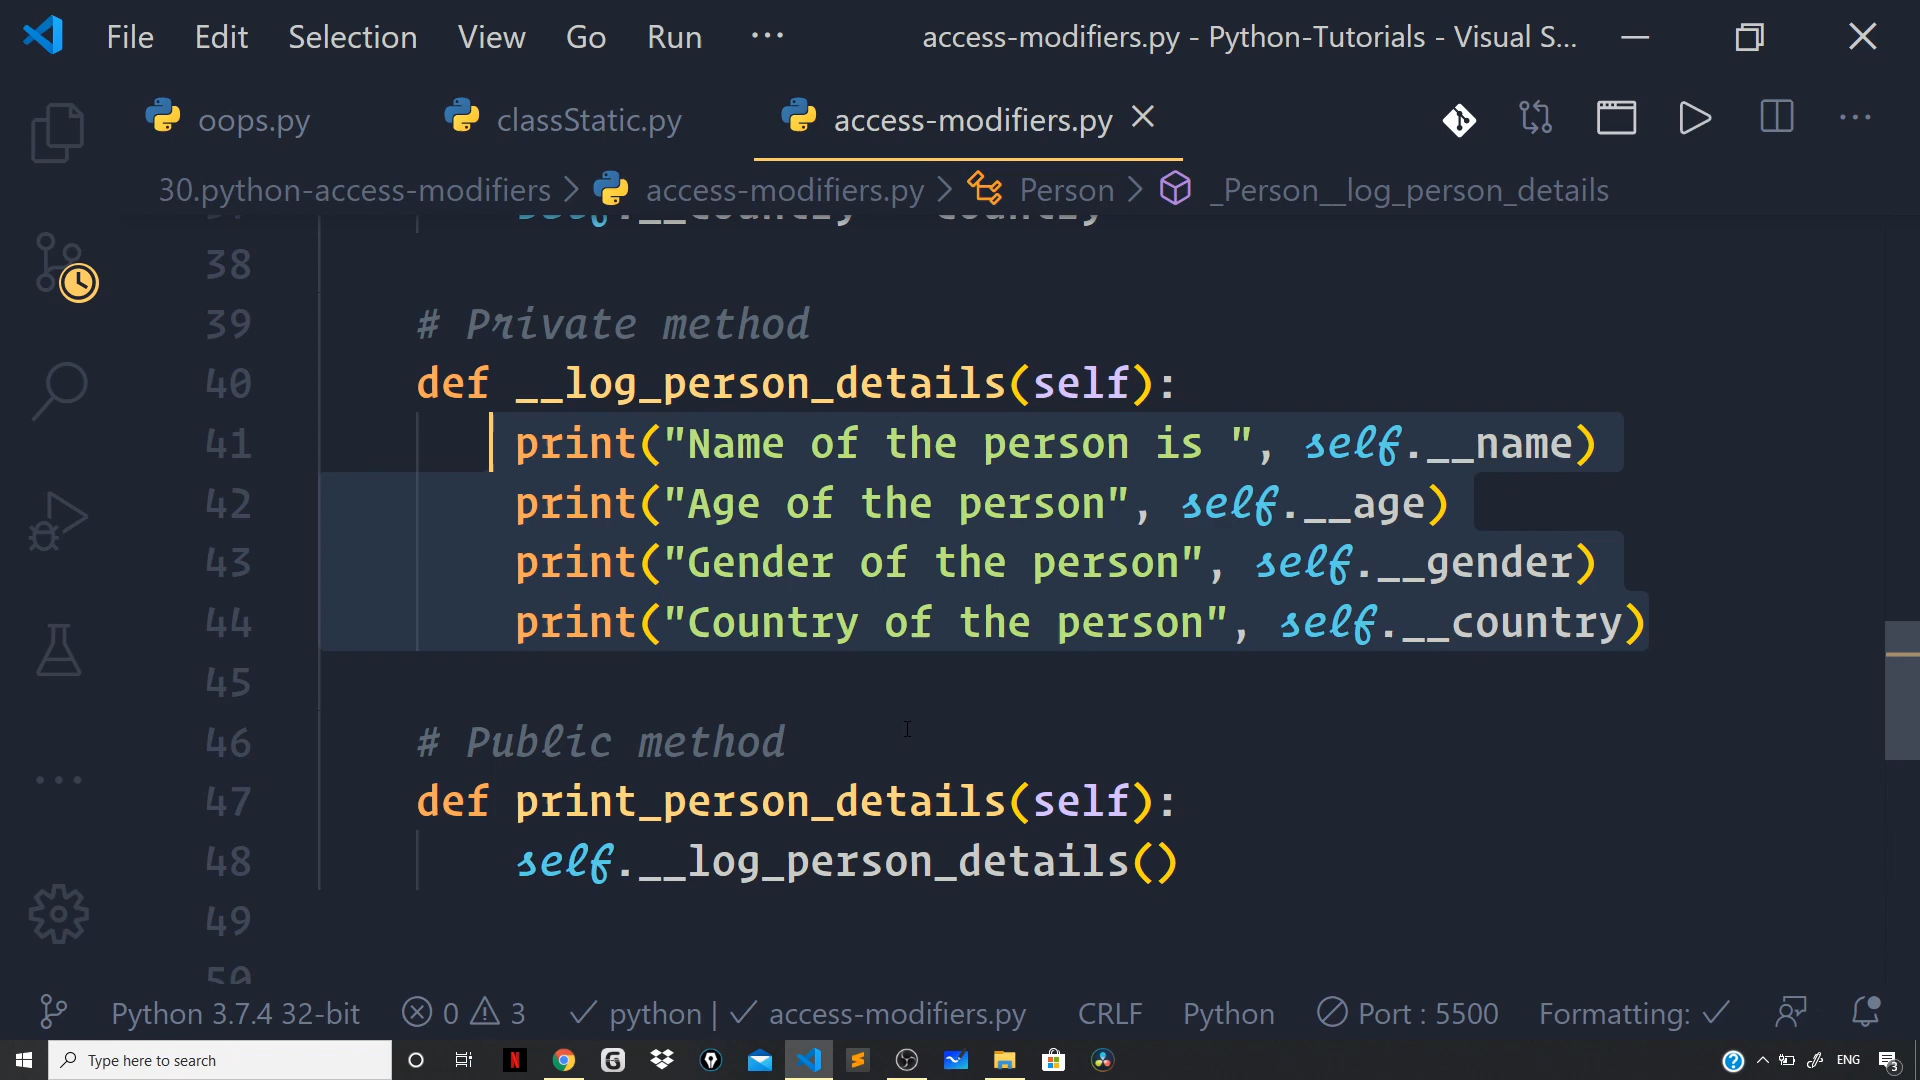 File Edit Selection View Go Run ··· access-modifiers.py - Python-Tutorials - Visual S...
oops.py classStatic.py access-modifiers.py
30.python-access-modifiers > access-modifiers.py > Person > _Person__log_person_details
38
39 # Private method
40 def __log_person_details(self):
41 print("Name of the person is ", self.__name)
42 print("Age of the person", self.__age)
43 print("Gender of the person", self.__gender)
44 print("Country of the person", self.__country)
45
46 # Public method
47 def print_person_details(self):
48 self.__log_person_details()
49
50
Python 3.7.4 32-bit 0 3 python | access-modifiers.py CRLF Python Port : 5500 Formatting:
Type here to search N G S ENG 3